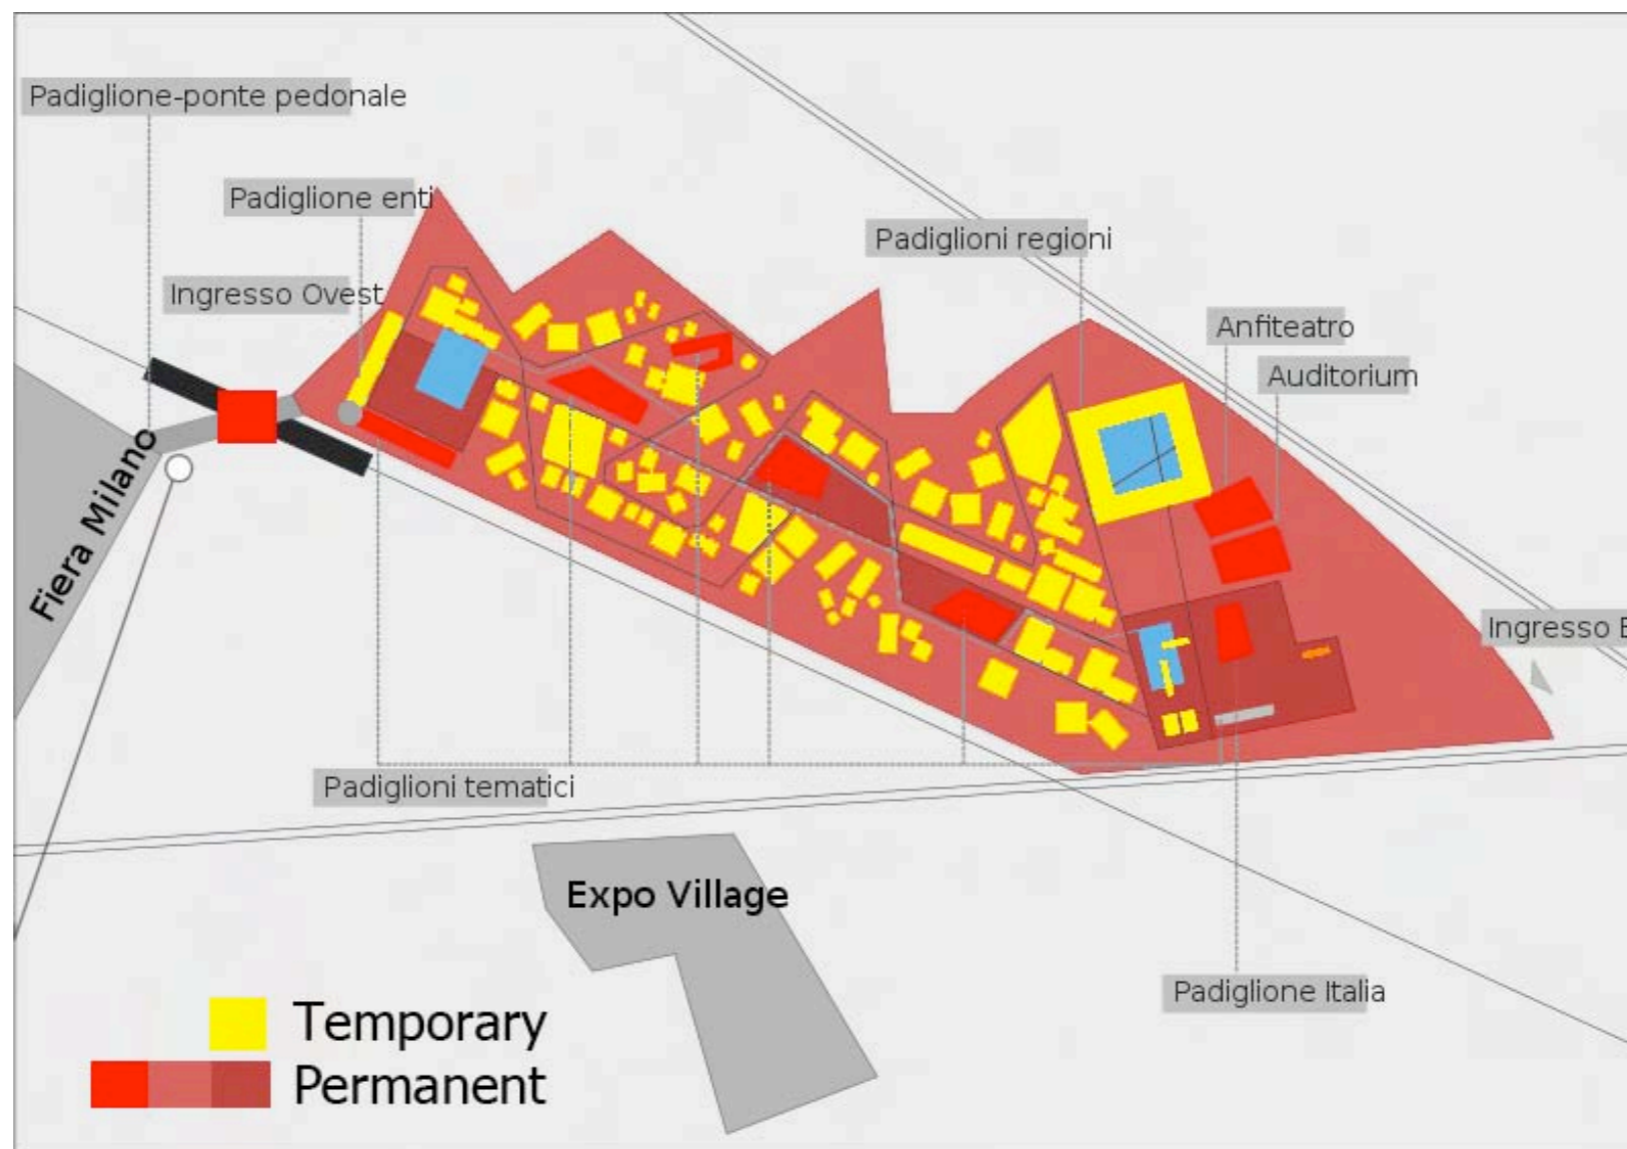 Padiglione-ponte pedonale
Padiglione enti
Padiglioni regioni
Ingresso Ovest
Anfiteatro
Auditorium
Fiera Milano
Ingresso E
Padiglioni tematici
Expo Village
Padiglione Italia
Temporary
Permanent